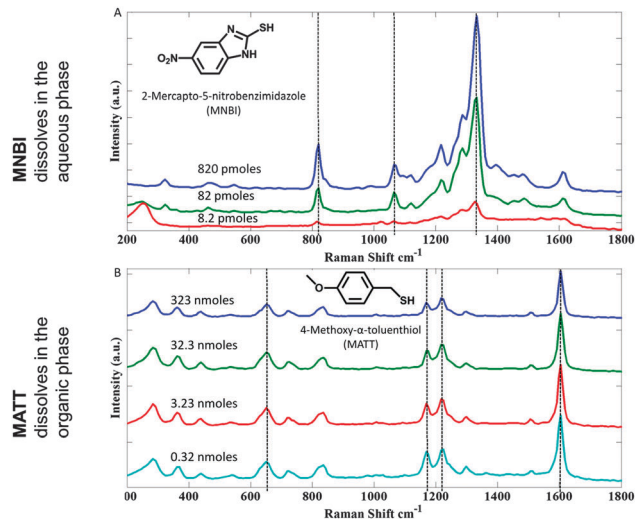 MNBI
dissolves in the
aqueous phase
A
Intensity (a.u.)
SH
N
O₂N
NH
2-Mercapto-5-nitrobenzimidazole
(MNBI)
820 pmoles
82 pmoles
8.2 pmoles
200 400 600 800 1000 1200 1400 1600 1800
Raman Shift cm⁻¹
MATT
dissolves in the
organic phase
B
Intensity (a.u.)
O
SH
4-Methoxy-α-toluenthiol
(MATT)
323 nmoles
32.3 nmoles
3.23 nmoles
0.32 nmoles
200 400 600 800 1000 1200 1400 1600 1800
Raman Shift cm⁻¹